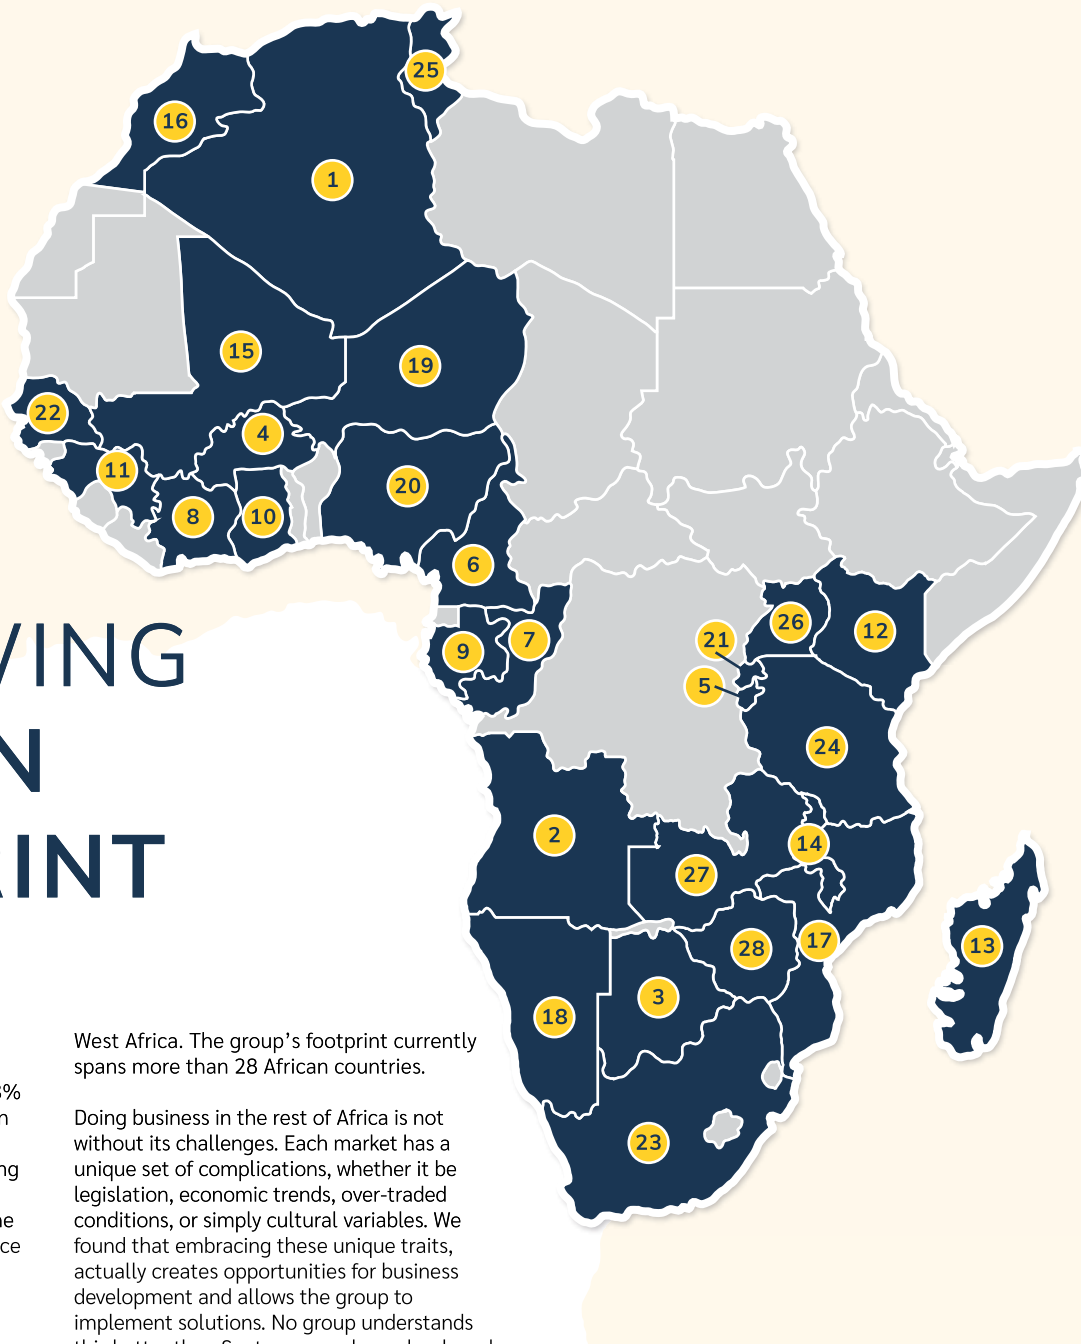 25
16
1
15
19
22
4
11
20
8
10
6
26
12
21
7
9
5
24
2
14
27
17
13
28
3
18
23
VING
N
INT
West Africa. The group's footprint currently
spans more than 28 African countries.
Doing business in the rest of Africa is not
without its challenges. Each market has a
unique set of complications, whether it be
legislation, economic trends, over-traded
conditions, or simply cultural variables. We
found that embracing these unique traits,
actually creates opportunities for business
development and allows the group to
implement solutions. No group understands